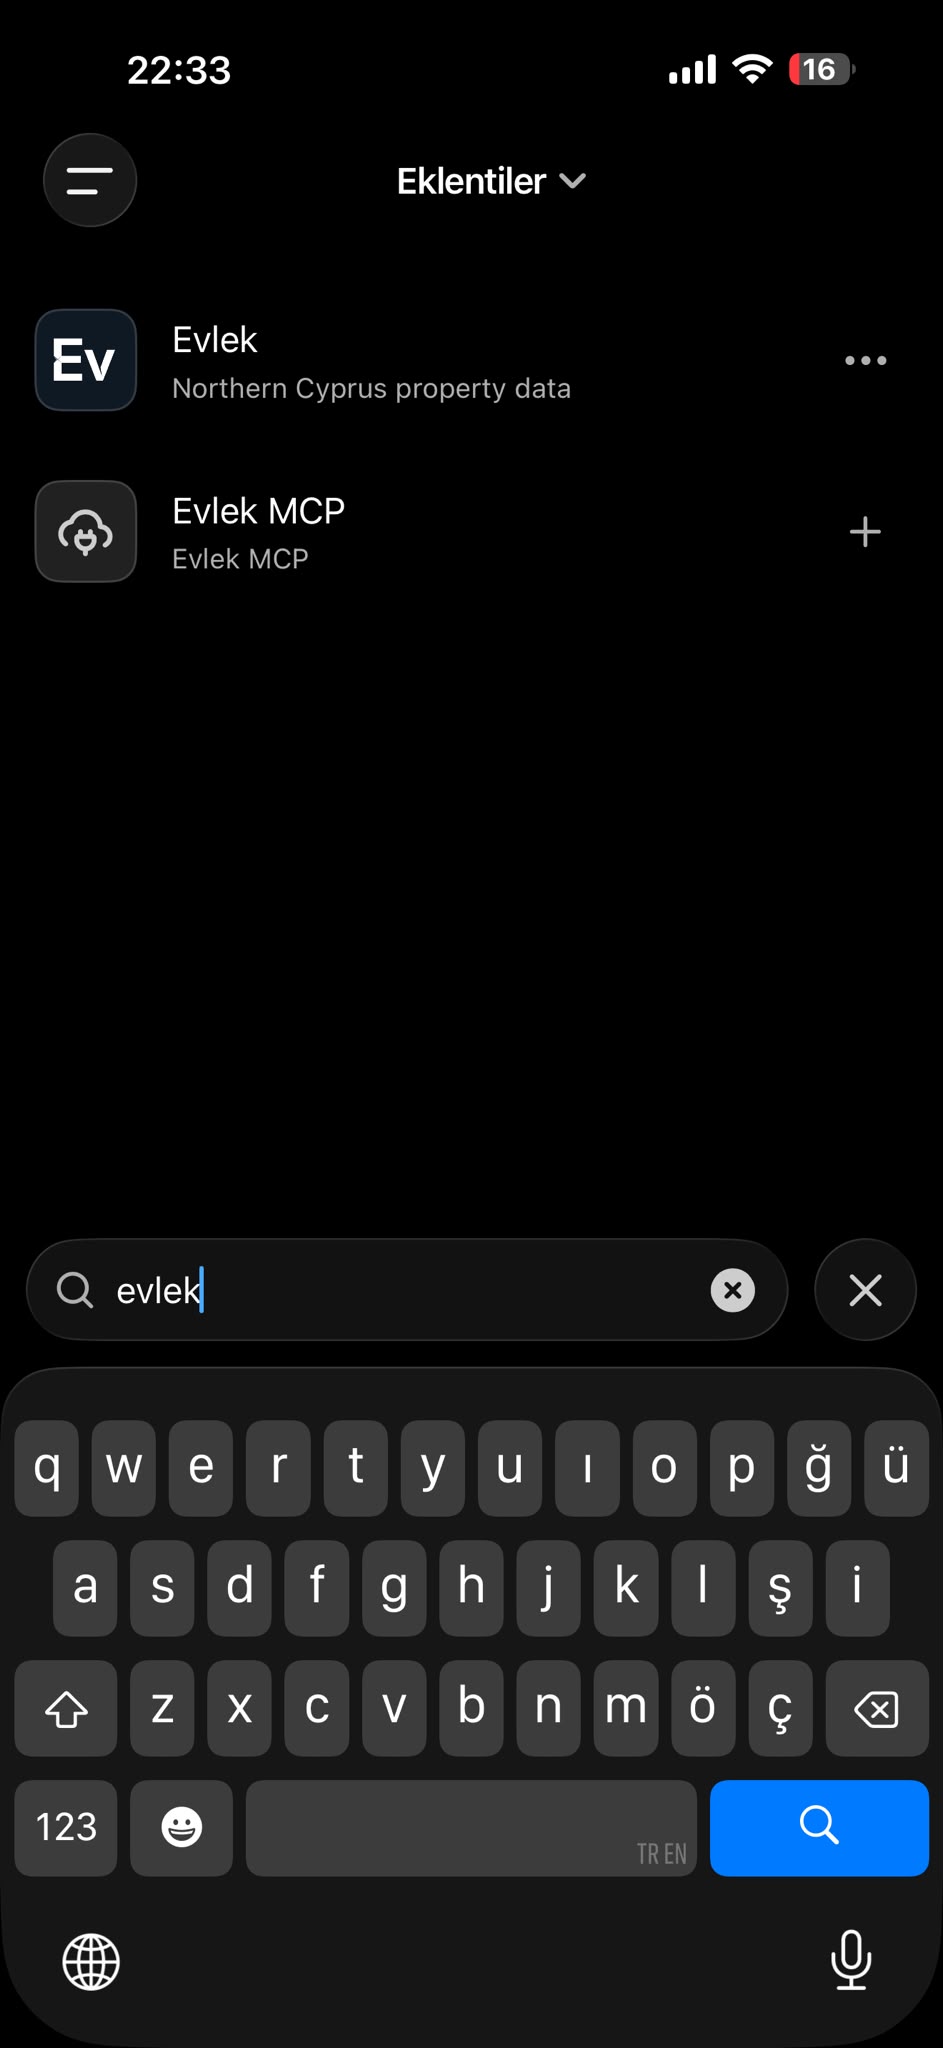 22:33
16
Eklentiler
Ev
Evlek
Northern Cyprus property data
Evlek MCP
Evlek MCP
evlek
q w e r t y u ı o p ğ ü
a s d f g h j k l ş i
z x c v b n m ö ç
123
TR EN